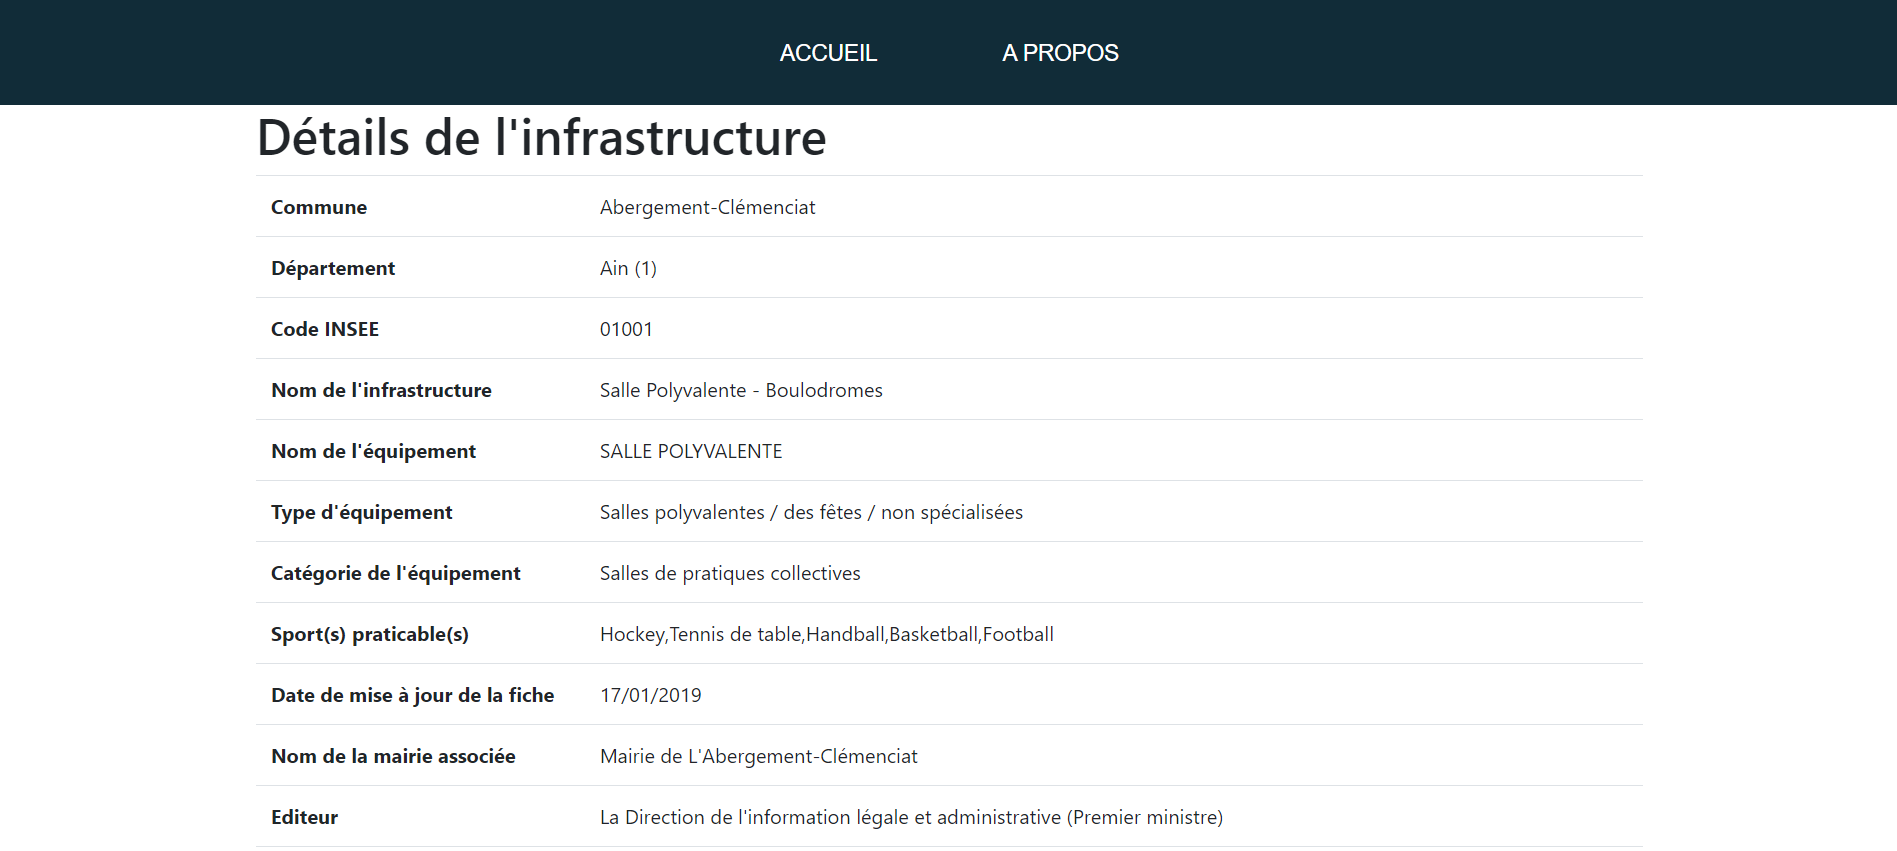 ACCUEIL A PROPOS
Détails de l'infrastructure
Commune Abergement-Clémenciat
Département Ain (1)
Code INSEE 01001
Nom de l'infrastructure Salle Polyvalente - Boulodromes
Nom de l'équipement SALLE POLYVALENTE
Type d'équipement Salles polyvalentes / des fêtes / non spécialisées
Catégorie de l'équipement Salles de pratiques collectives
Sport(s) praticable(s) Hockey,Tennis de table,Handball,Basketball,Football
Date de mise à jour de la fiche 17/01/2019
Nom de la mairie associée Mairie de L'Abergement-Clémenciat
Editeur La Direction de l'information légale et administrative (Premier ministre)